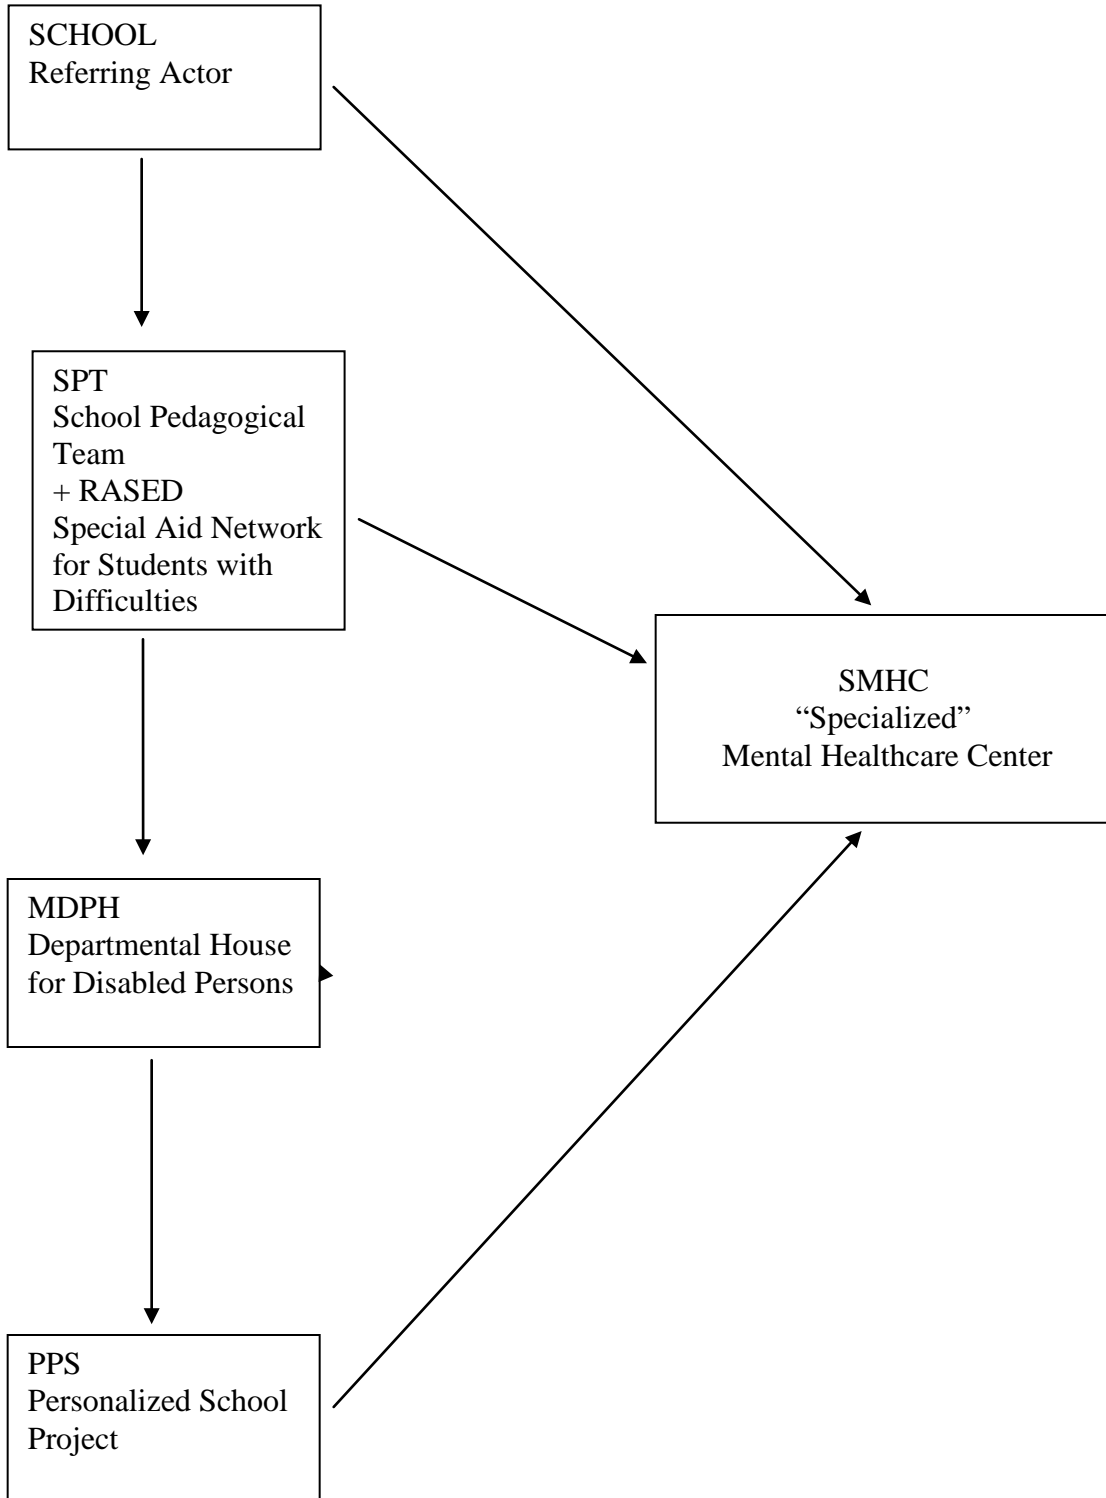 SCHOOL
Referring Actor
SPT
School Pedagogical
Team
+ RASED
Special Aid Network
for Students with
Difficulties
SMHC
“Specialized”
Mental Healthcare Center
MDPH
Departmental House
for Disabled Persons
PPS
Personalized School
Project